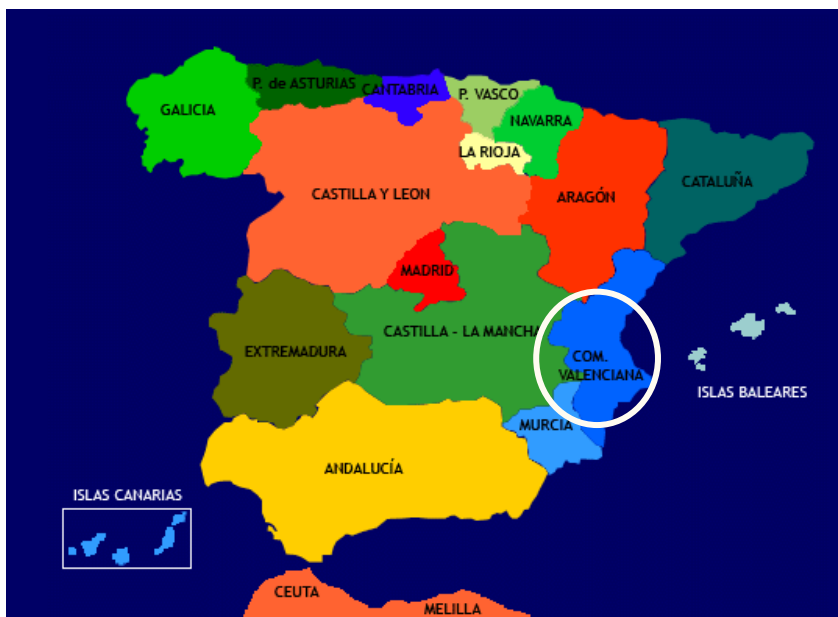 P. de ASTURIAS
CANTABRIA
P. VASCO
GALICIA
NAVARRA
LA RIOJA
CATALUÑA
CASTILLA Y LEON
ARAGÓN
MADRID
CASTILLA - LA MANCHA
EXTREMADURA
COM.
VALENCIANA
ISLAS BALEARES
MURCIA
ANDALUCÍA
ISLAS CANARIAS
CEUTA
MELILLA